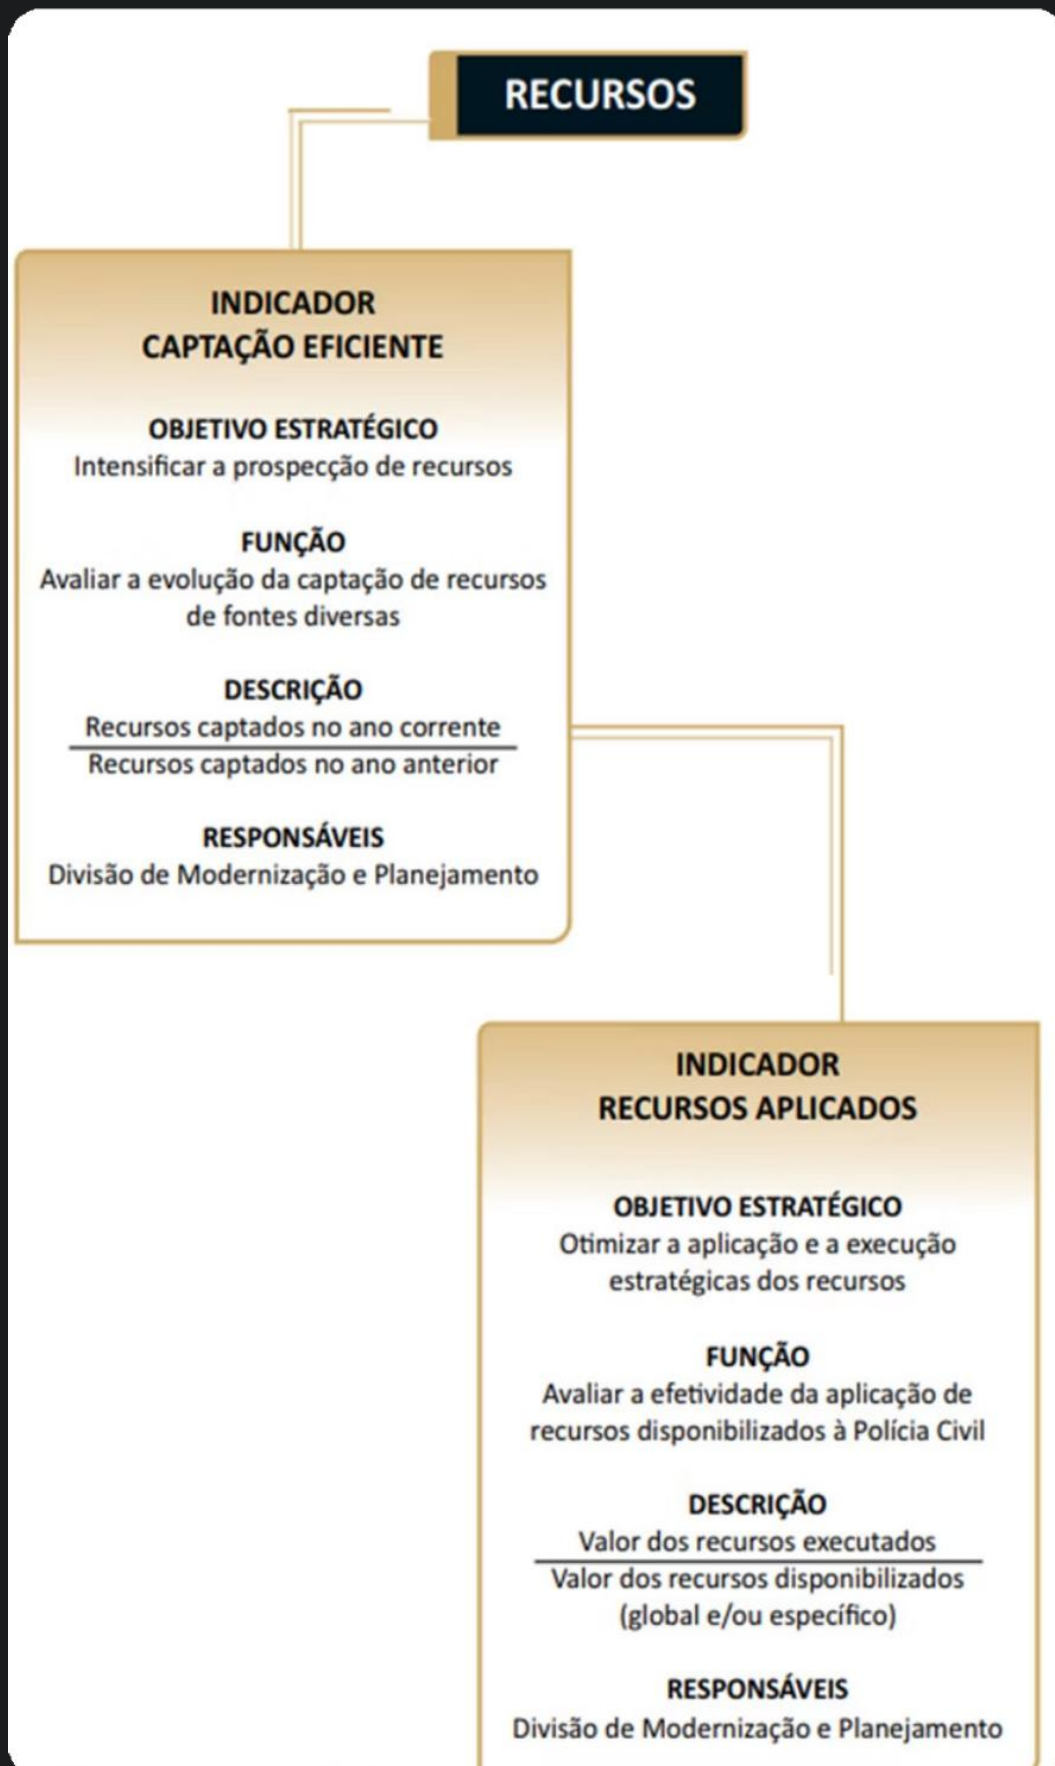 RECURSOS
INDICADOR
CAPTAÇÃO EFICIENTE
OBJETIVO ESTRATÉGICO
Intensificar a prospecção de recursos
FUNÇÃO
Avaliar a evolução da captação de recursos
de fontes diversas
DESCRIÇÃO
Recursos captados no ano corrente
Recursos captados no ano anterior
RESPONSÁVEIS
Divisão de Modernização e Planejamento
INDICADOR
RECURSOS APLICADOS
OBJETIVO ESTRATÉGICO
Otimizar a aplicação e a execução
estratégicas dos recursos
FUNÇÃO
Avaliar a efetividade da aplicação de
recursos disponibilizados à Polícia Civil
DESCRIÇÃO
Valor dos recursos executados
Valor dos recursos disponibilizados
(global e/ou específico)
RESPONSÁVEIS
Divisão de Modernização e Planejamento